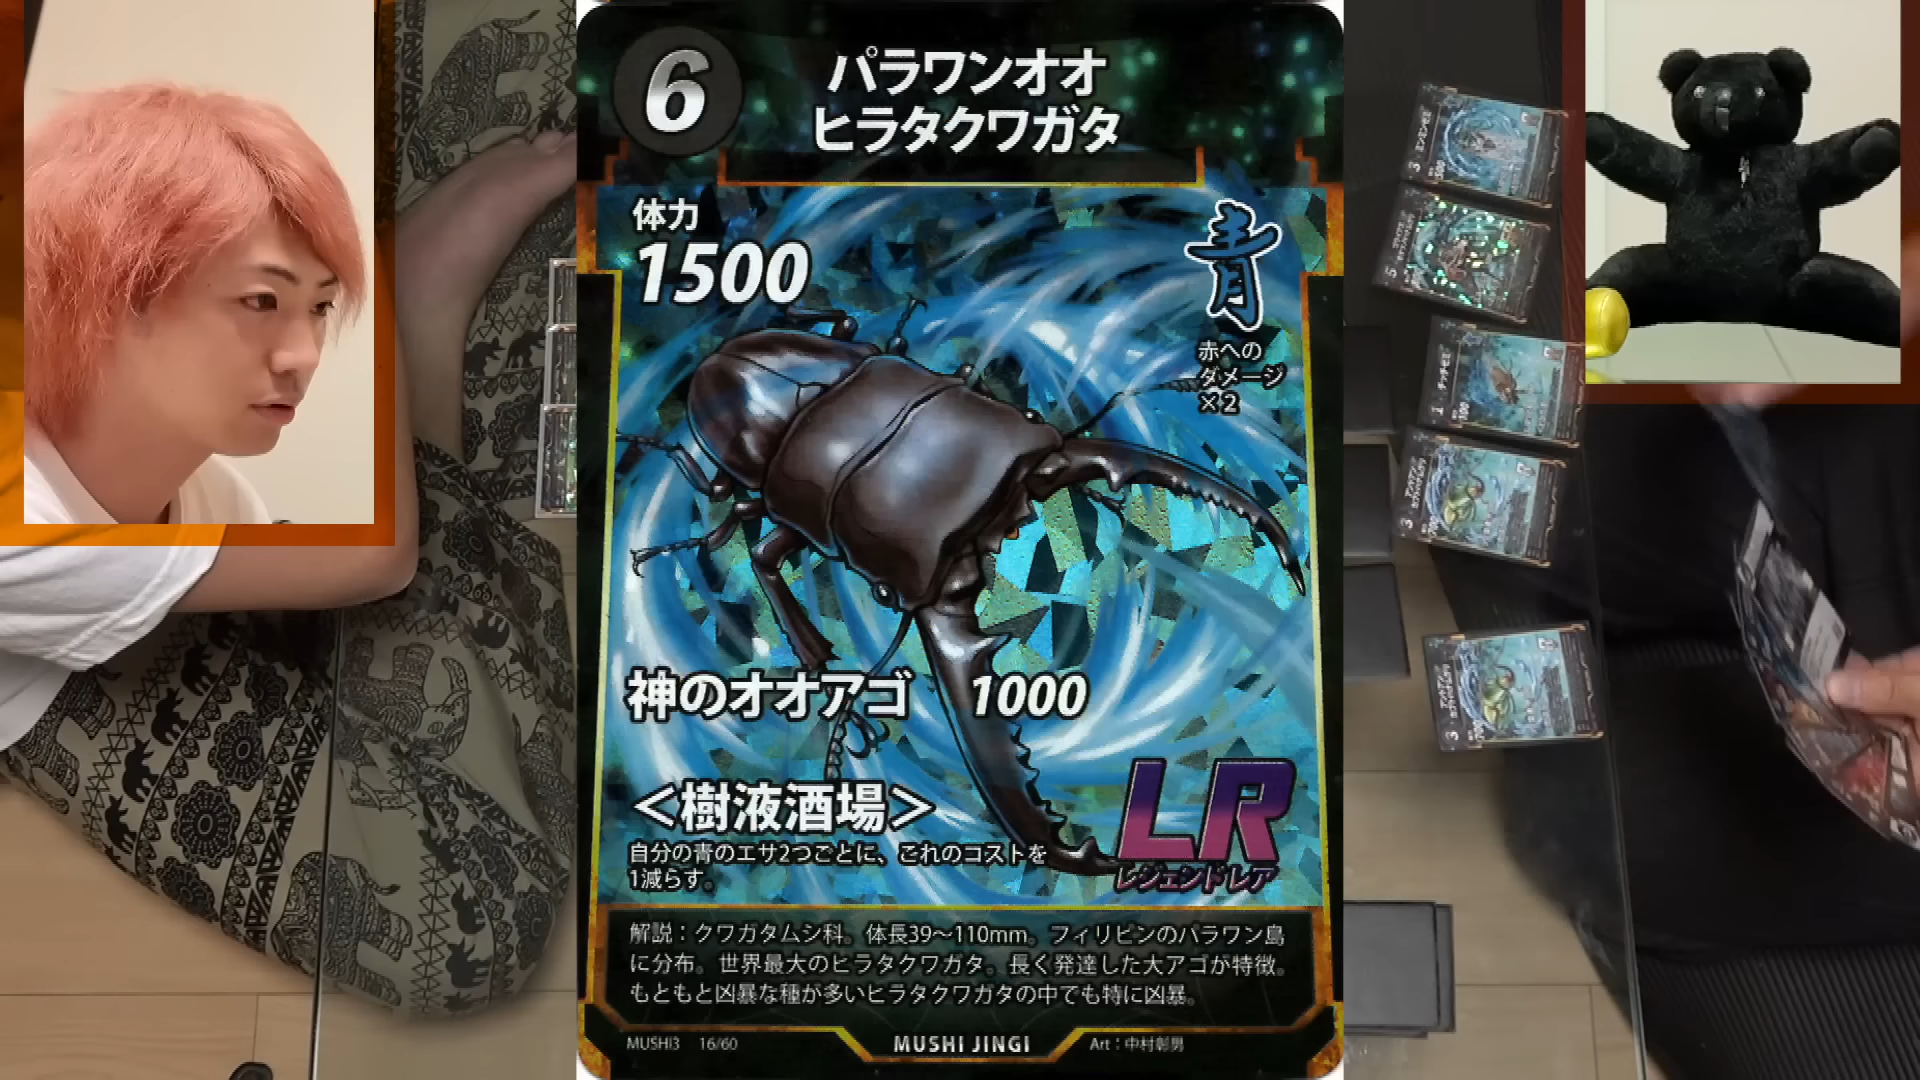 6
パラワンオオ
ヒラタクワガタ
体力
1500
青
赤への
ダメージ
×2
神のオオアゴ 1000
<樹液酒場>
自分の青のエサ2つごとに、これのコストを
1減らす。
LR
レジェンドレア
解説：クワガタムシ科。体長39〜110mm。フィリピンのパラワン島
に分布。世界最大のヒラタクワガタ。長く発達した大アゴが特徴。
もともと凶暴な種が多いヒラタクワガタの中でも特に凶暴。
MUSHI3 16/60
MUSHI JINGI
Art：中村彰男
3
5
1
3
3